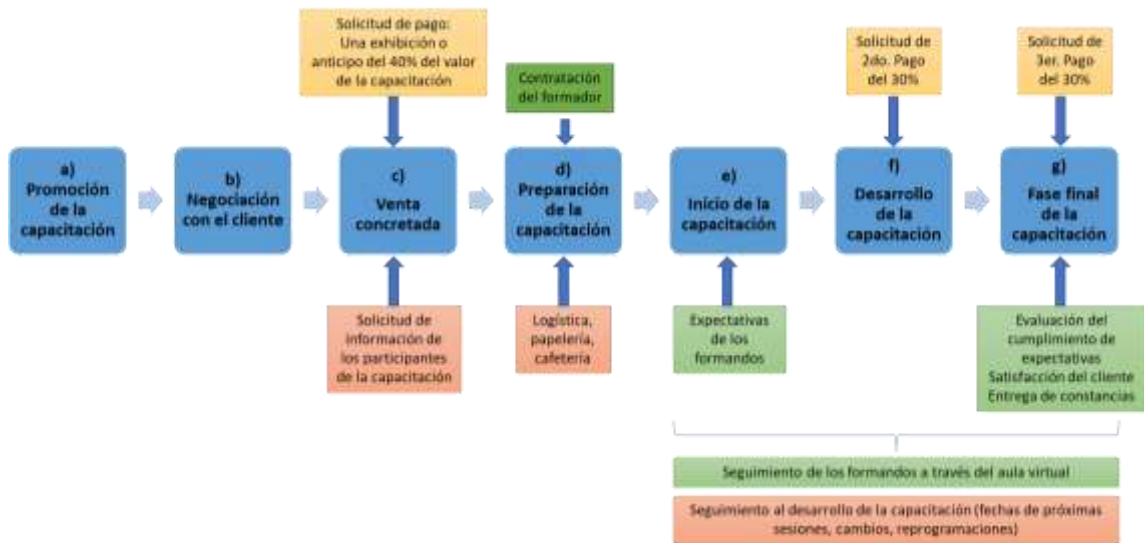 Solicitud de pago:
Una exhibición o
anticipo del 40% del valor
de la capacitación
Contratación
del formador
Solicitud de
2do. Pago
del 30%
Solicitud de
3er. Pago
del 30%
a)
Promoción
de la
capacitación
b)
Negociación
con el cliente
c)
Venta
concretada
d)
Preparación
de la
capacitación
e)
Inicio de la
capacitación
f)
Desarrollo
de la
capacitación
g)
Fase final
de la
capacitación
Solicitud de
información de
los participantes
de la capacitación
Logística,
papelería,
cafetería
Expectativas
de los
formandos
Evaluación del
cumplimiento de
expectativas
Satisfacción del cliente
Entrega de constancias
Seguimiento de los formandos a través del aula virtual
Seguimiento al desarrollo de la capacitación (fechas de próximas
sesiones, cambios, reprogramaciones)